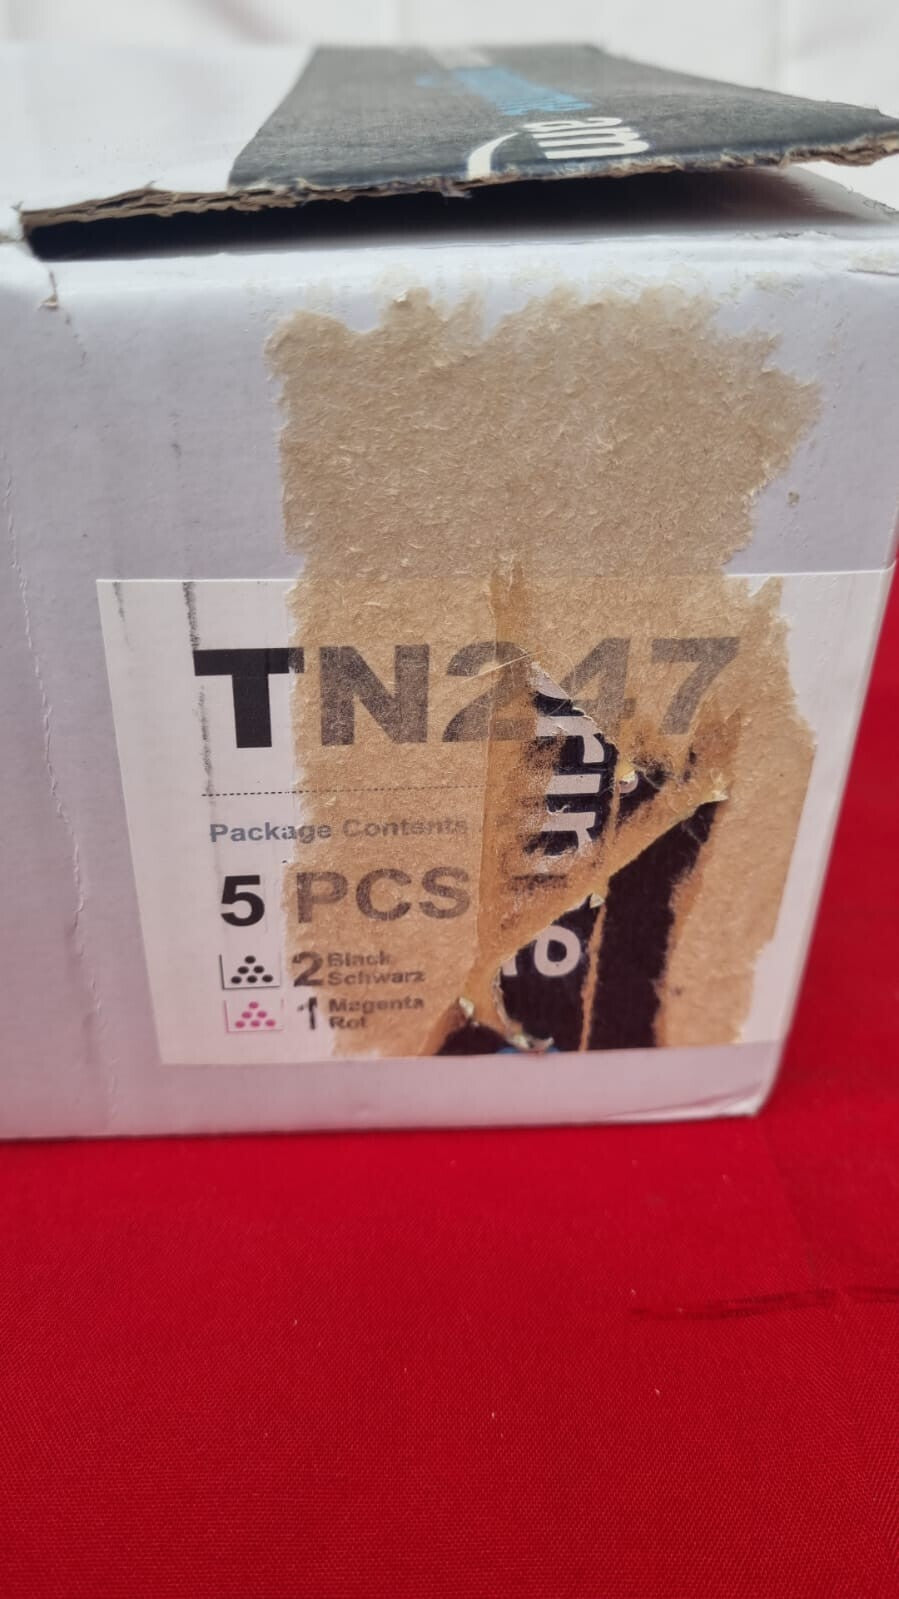 TN247
Package Contents
5 PCS
2 Black
Schwarz
1 Magenta
Rot